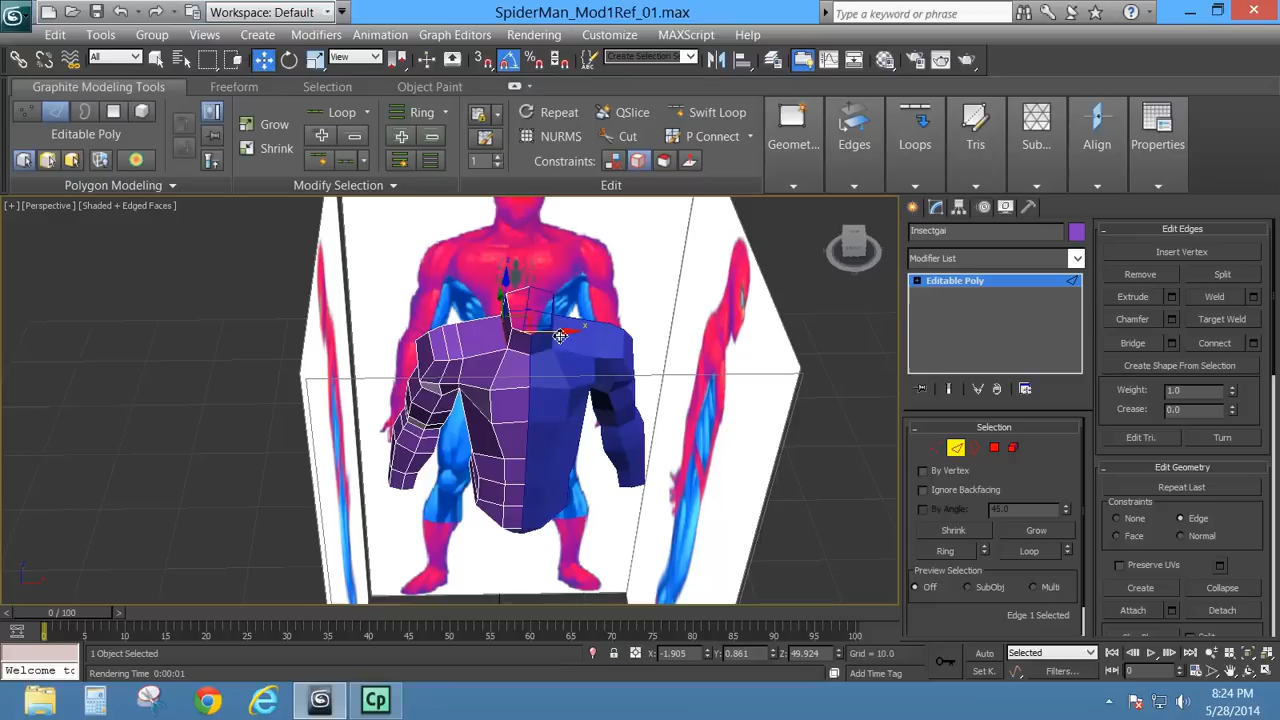 Workspace: Default
SpiderMan_Mod1Ref_01.max
Type a keyword or phrase
Edit Tools Group Views Create Modifiers Animation Graph Editors Rendering Customize MAXScript Help
All
View
Create Selection Se
Graphite Modeling Tools Freeform Selection Object Paint
Loop Ring Repeat QSlice Swift Loop
Editable Poly Grow NURMS Cut P Connect
Shrink 1 Constraints:
Geomet... Edges Loops Tris Sub... Align Properties
Polygon Modeling Modify Selection Edit
[+] [Perspective] [Shaded + Edged Faces]
Insectgai
Modifier List
Editable Poly
Selection
By Vertex
Ignore Backfacing
By Angle: 45.0
Shrink Grow
Ring Loop
Preview Selection
Off SubObj Multi
Edge 1 Selected
Edit Edges
Insert Vertex
Remove Split
Extrude Weld
Chamfer Target Weld
Bridge Connect
Create Shape From Selection
Weight: 1.0
Crease: 0.0
Edit Tri. Turn
Edit Geometry
Repeat Last
Constraints
None Edge
Face Normal
Preserve UVs
Create Collapse
Attach Detach
0 / 100
0 5 10 15 20 25 30 35 40 45 50 55 60 65 70 75 80 85 90 95 100
1 Object Selected
X: -1.905 Y: 0.861 Z: 49.924
Grid = 10.0
Auto
Selected
Welcome to
Rendering Time 0:00:01
Add Time Tag
Set K.
Filters...
0
Cp
8:24 PM
5/28/2014